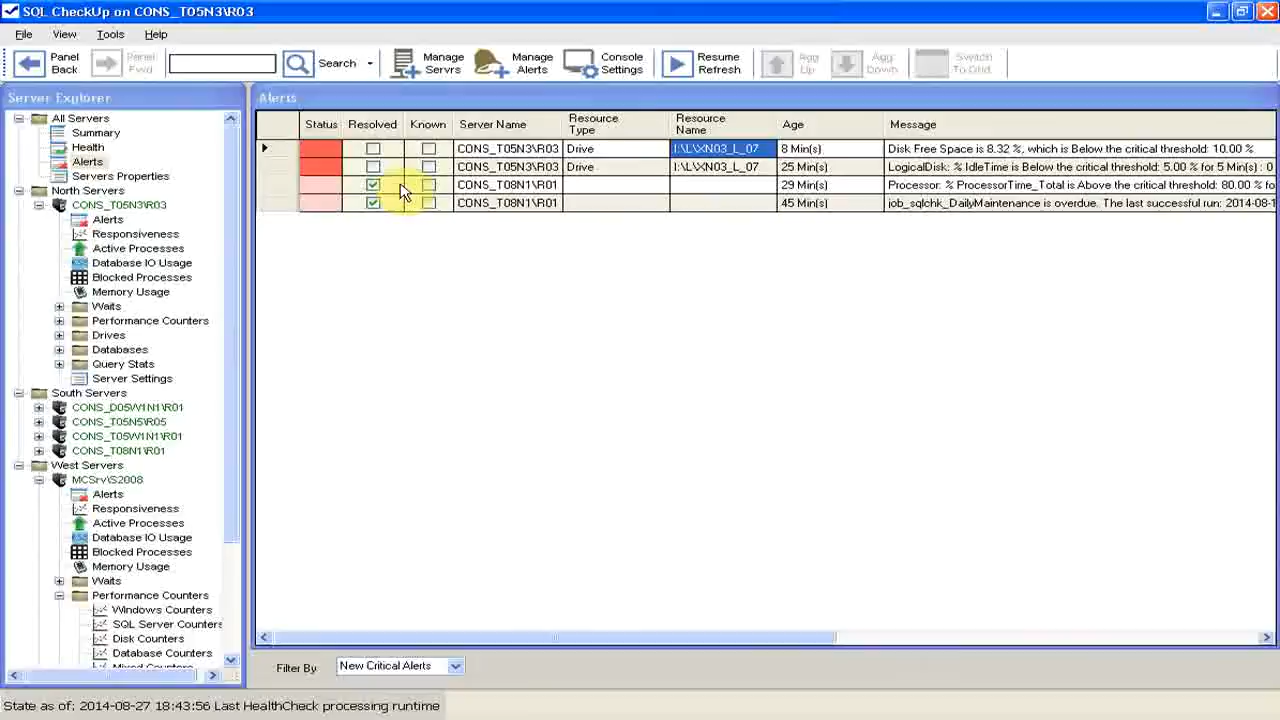 SQL CheckUp on CONS_T05N3\R03
File View Tools Help
Panel Back Panel Fwd Search Manage Servrs Manage Alerts Console Settings Resume Refresh Agg Up Agg Down Switch To Grid
Server Explorer
All Servers
Summary
Health
Alerts
Servers Properties
North Servers
CONS_T05N3\R03
Alerts
Responsiveness
Active Processes
Database IO Usage
Blocked Processes
Memory Usage
Waits
Performance Counters
Drives
Databases
Query Stats
Server Settings
South Servers
CONS_D05W1N1\R01
CONS_T05N5\R05
CONS_T05W1N1\R01
CONS_T08N1\R01
West Servers
MCSrv\S2008
Alerts
Responsiveness
Active Processes
Database IO Usage
Blocked Processes
Memory Usage
Waits
Performance Counters
Windows Counters
SQL Server Counters
Disk Counters
Database Counters
Mixed Counters
Alerts
Status Resolved Known Server Name Resource Type Resource Name Age Message
CONS_T05N3\R03 Drive I:\L\XN03_L_07 8 Min(s) Disk Free Space is 8.32 %, which is Below the critical threshold: 10.00 %
CONS_T05N3\R03 Drive I:\L\XN03_L_07 25 Min(s) LogicalDisk: % IdleTime is Below the critical threshold: 5.00 % for 5 Min(s) : 0
CONS_T08N1\R01 29 Min(s) Processor: % ProcessorTime_Total is Above the critical threshold: 80.00 % fo
CONS_T08N1\R01 45 Min(s) job_sqlchk_DailyMaintenance is overdue. The last successful run: 2014-08-1
Filter By New Critical Alerts
State as of: 2014-08-27 18:43:56 Last HealthCheck processing runtime